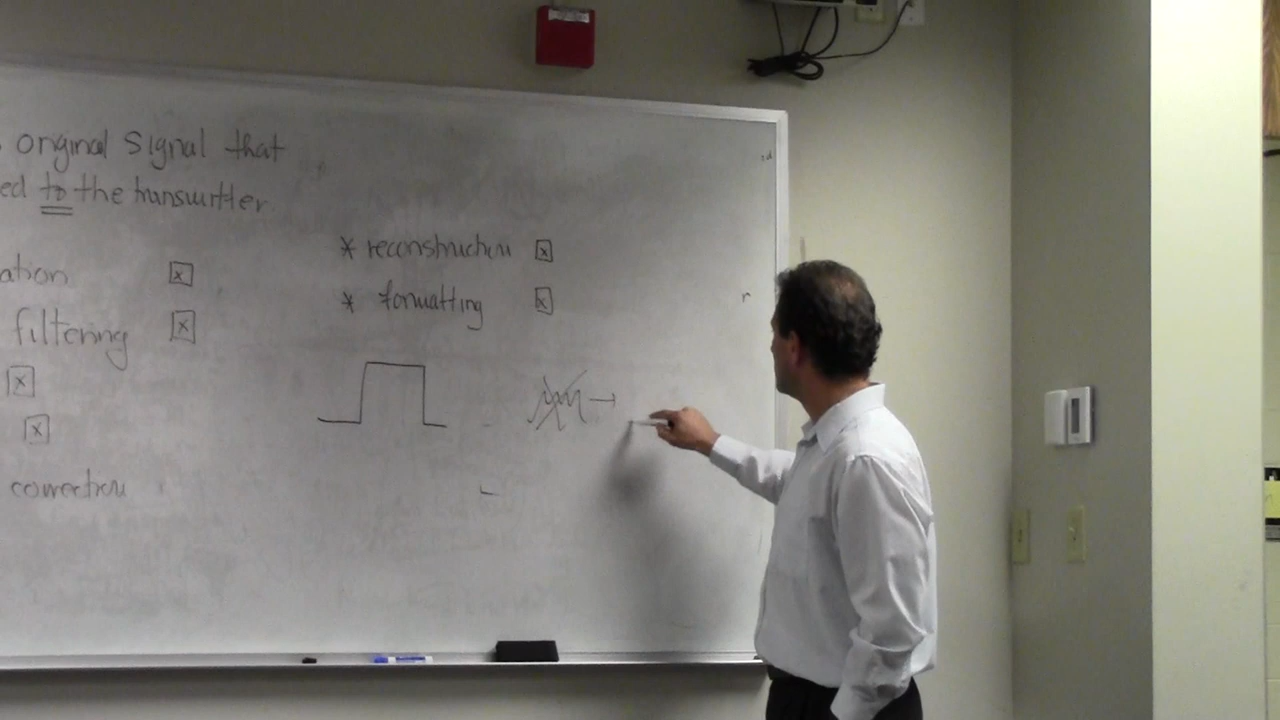 original Signal that
ed to the transmitter.
ation
filtering
correction
* reconstruction
* formatting